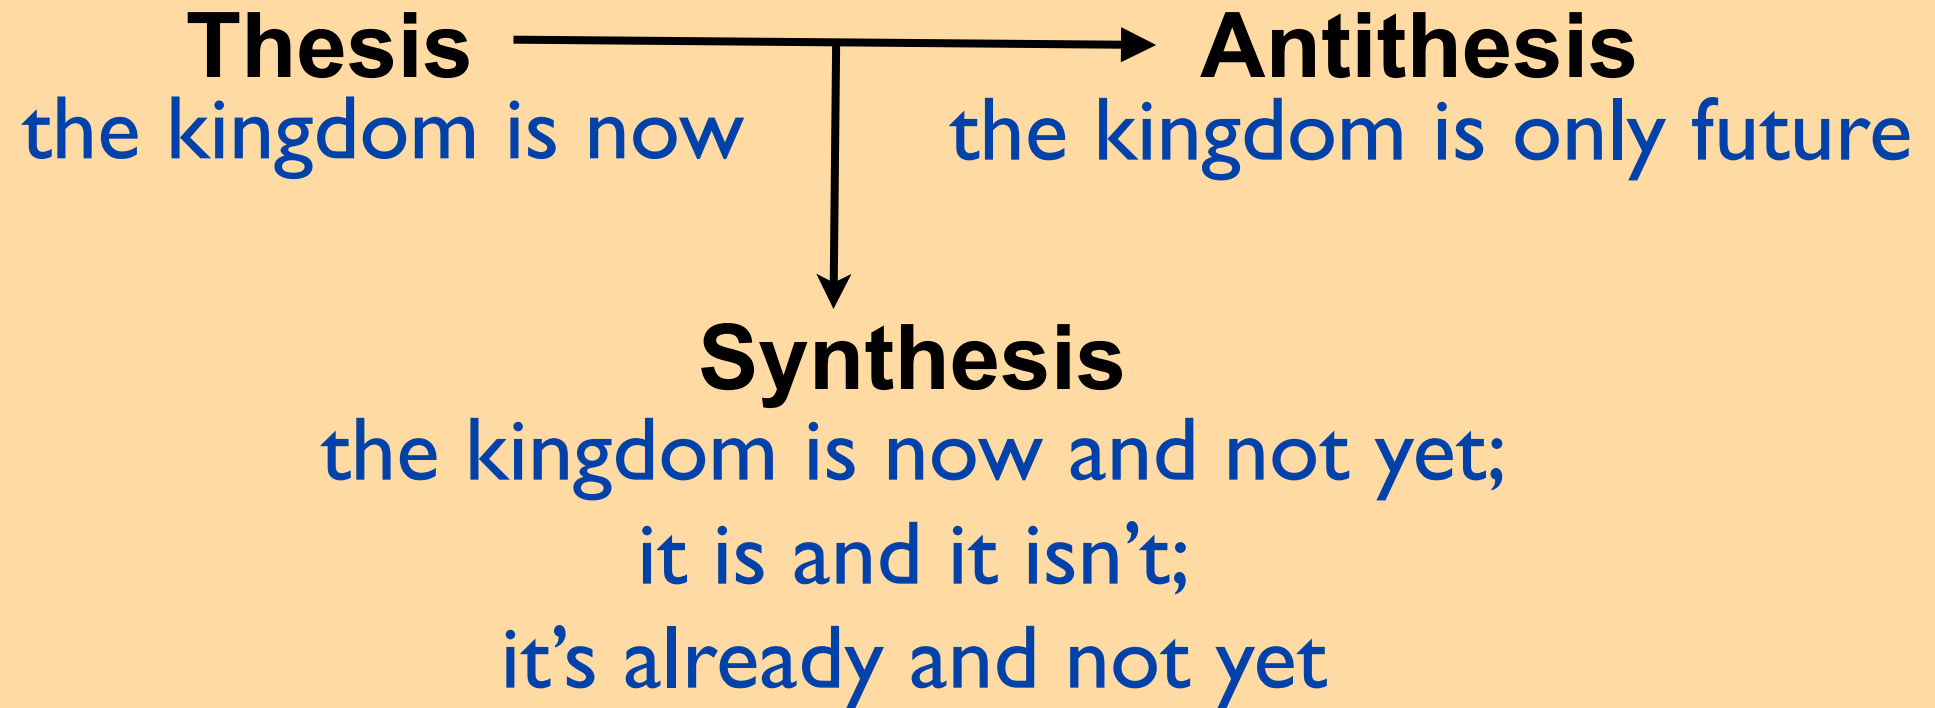 Thesis
Antithesis
the kingdom is now
the kingdom is only future
Synthesis
the kingdom is now and not yet;
it is and it isn’t;
it’s already and not yet